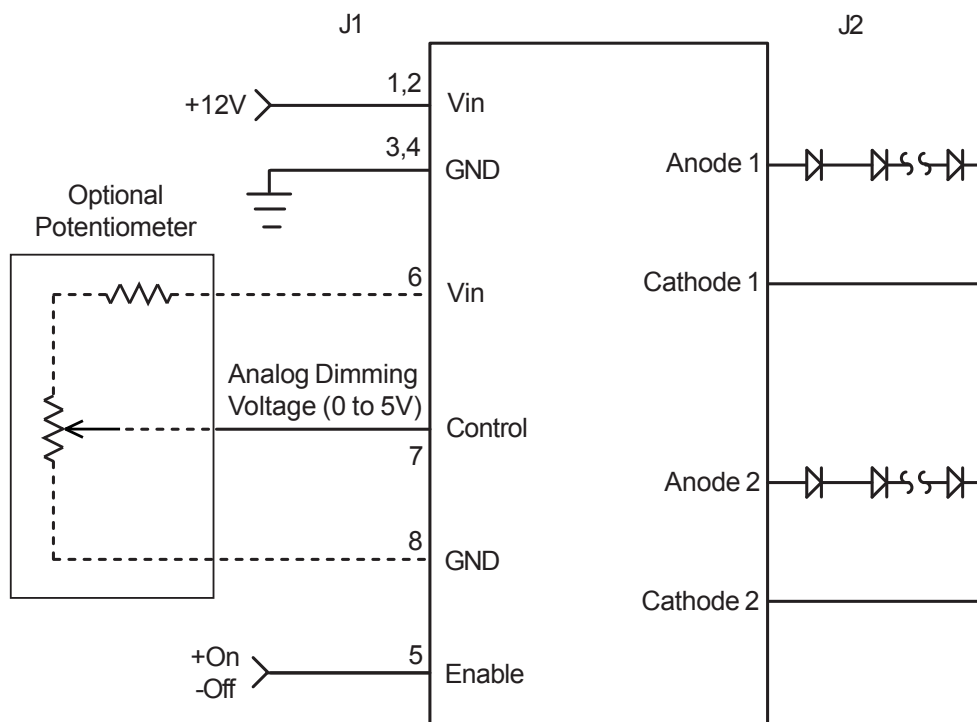 J1
J2
1,2
+12V
Vin
3,4
GND
Anode 1
Optional
Potentiometer
6
Vin
Cathode 1
Analog Dimming
Voltage (0 to 5V)
Control
7
Anode 2
8
GND
Cathode 2
+On
-Off
5
Enable